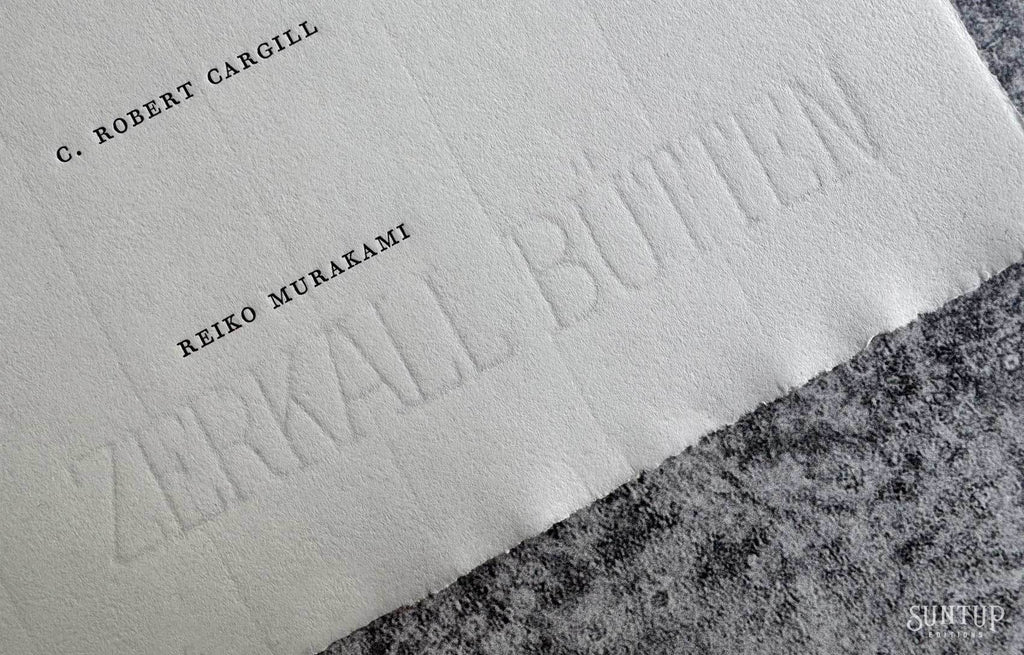 C. ROBERT CARGILL
REIKO MURAKAMI
ZERKALL BÜTTEN
SUNTUP
EDITIONS